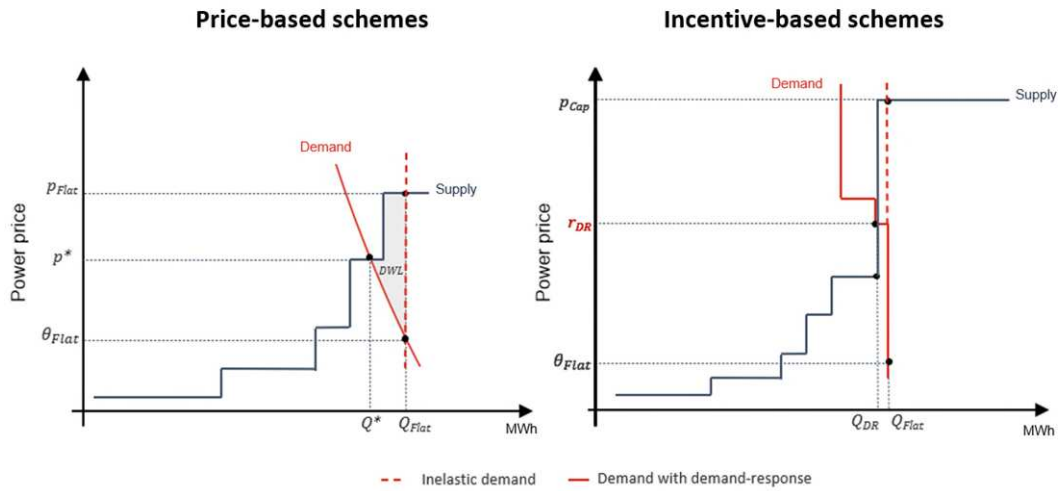 Price-based schemes
Incentive-based schemes
Power price
p_Flat
p*
θ_Flat
Demand
Supply
DWL
Q*
Q_Flat
MWh
Power price
p_Cap
r_DR
θ_Flat
Demand
Supply
Q_DR
Q_Flat
MWh
Inelastic demand
Demand with demand-response